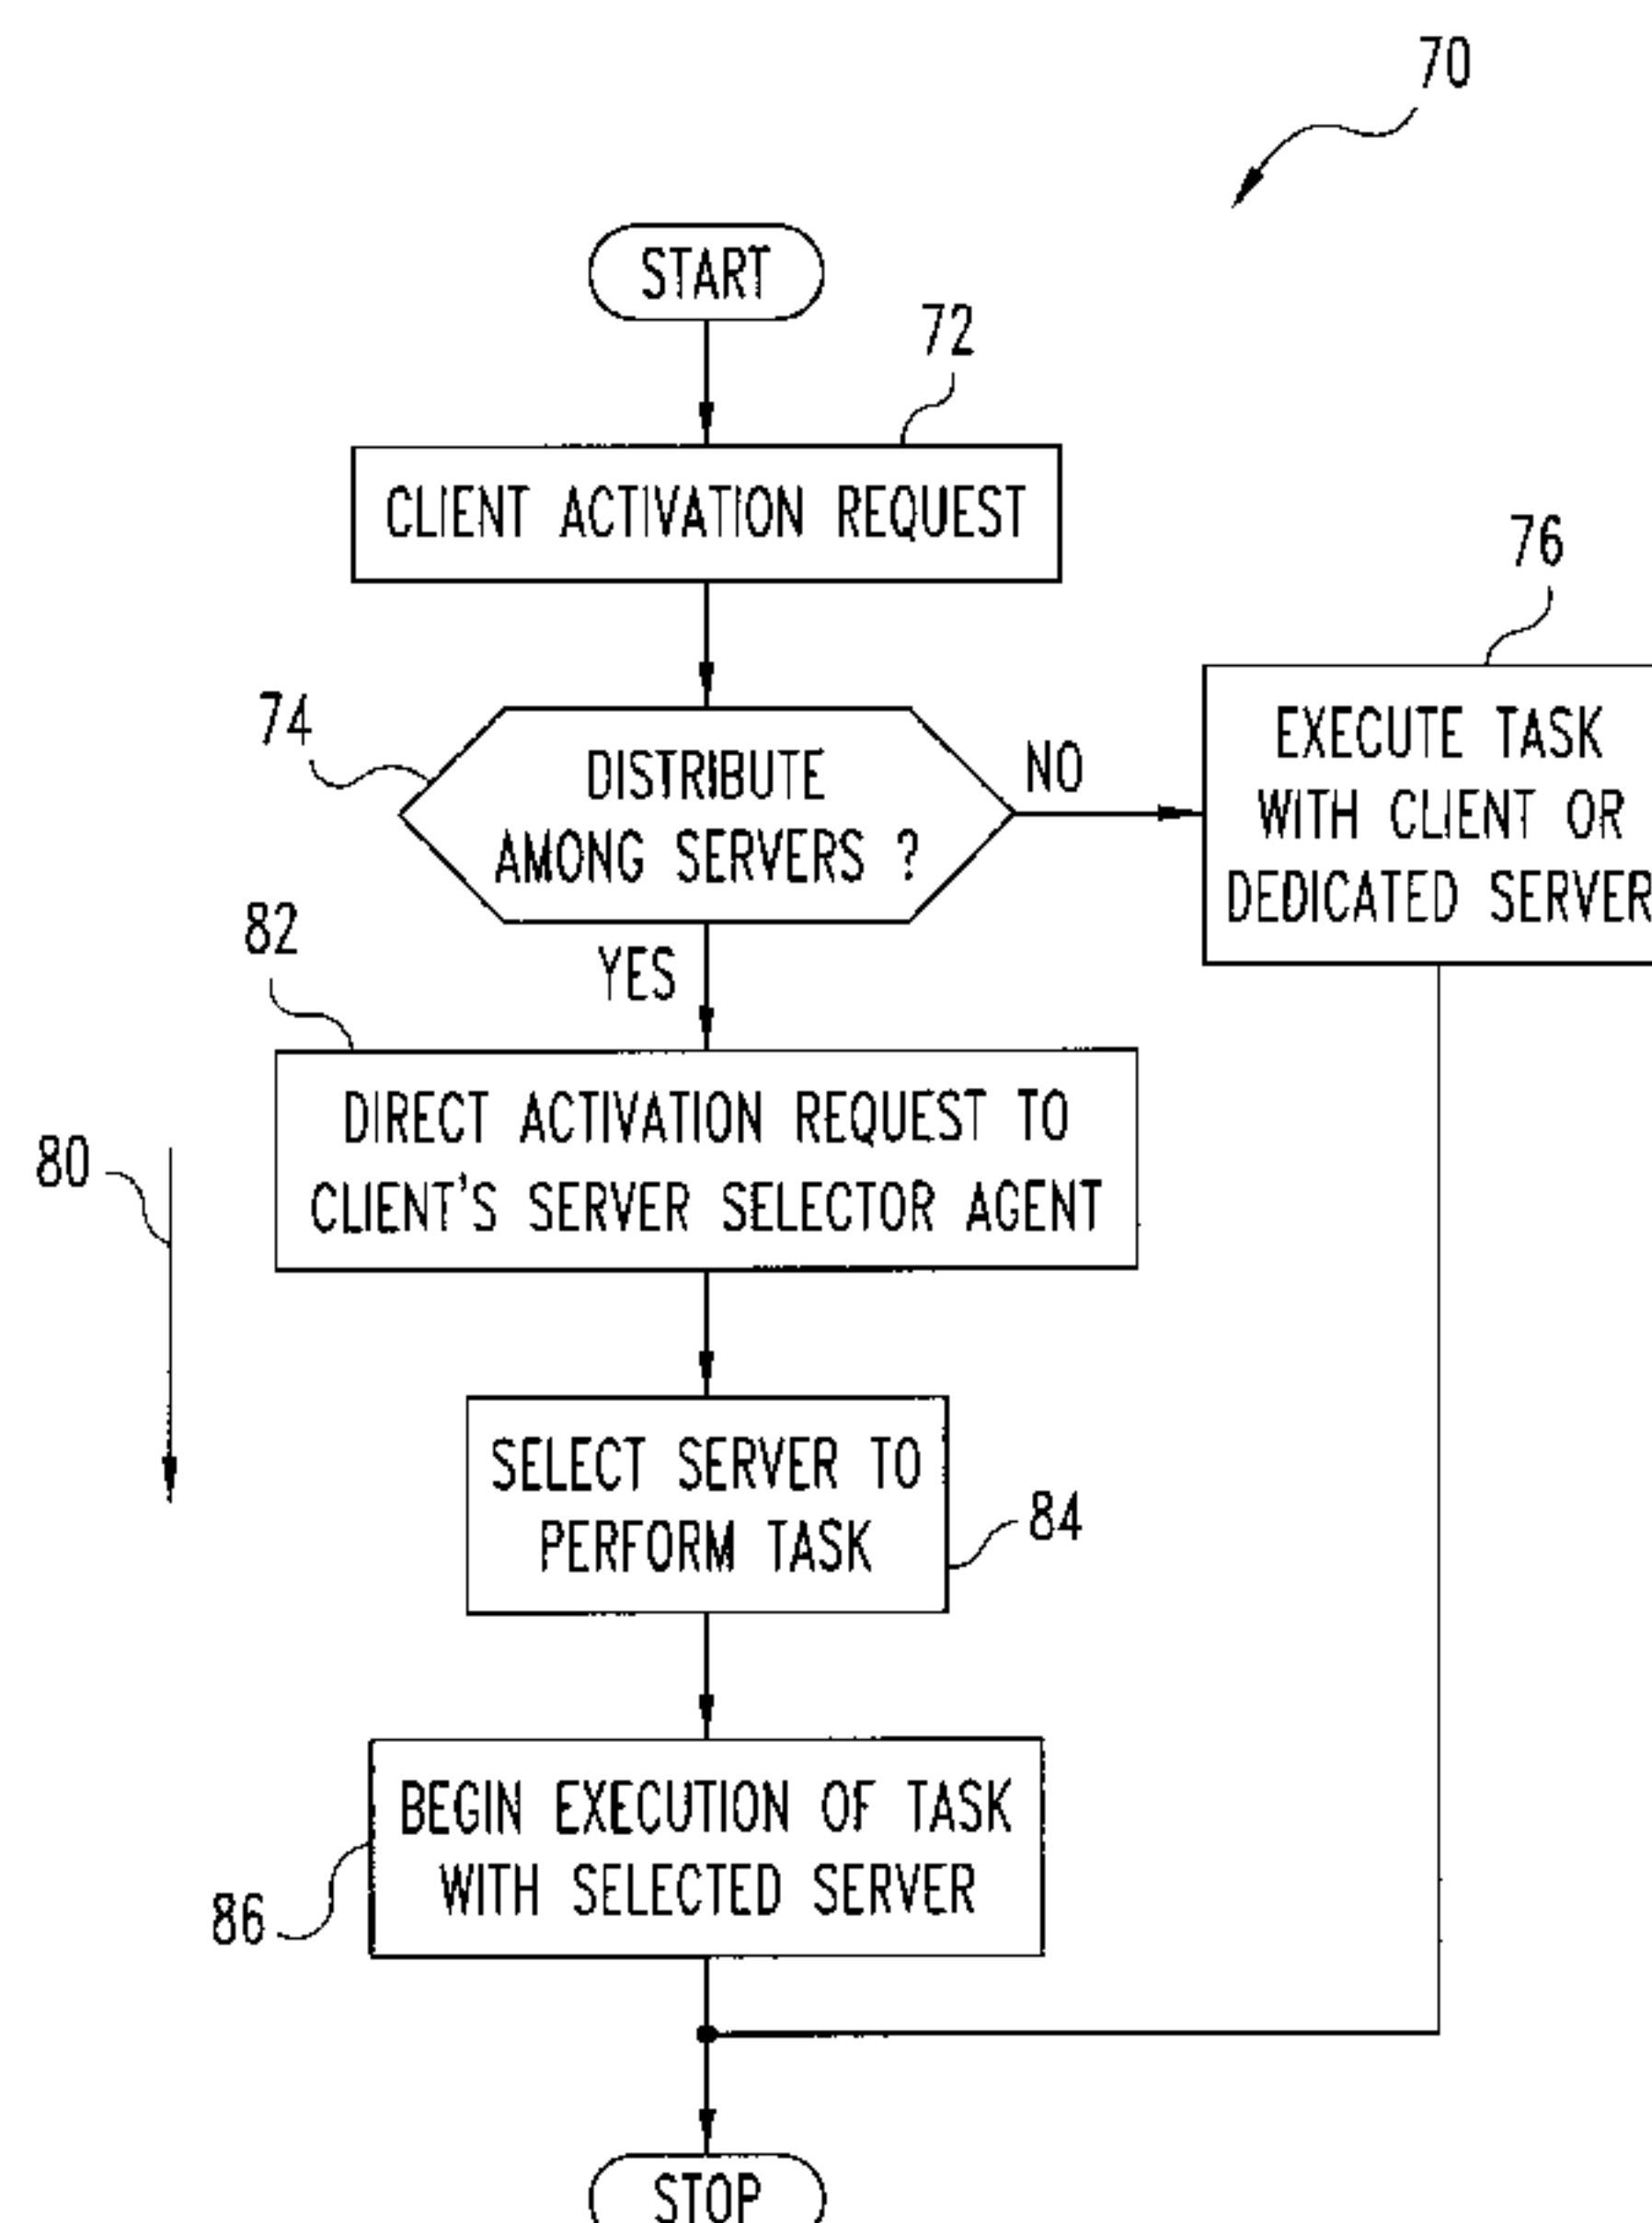 70
START
72
CLIENT ACTIVATION REQUEST
76
74
DISTRIBUTE
AMONG SERVERS ?
NO
EXECUTE TASK
WITH CLIENT OR
DEDICATED SERVER
82
YES
DIRECT ACTIVATION REQUEST TO
CLIENT'S SERVER SELECTOR AGENT
80
SELECT SERVER TO
PERFORM TASK
84
BEGIN EXECUTION OF TASK
WITH SELECTED SERVER
86
STOP